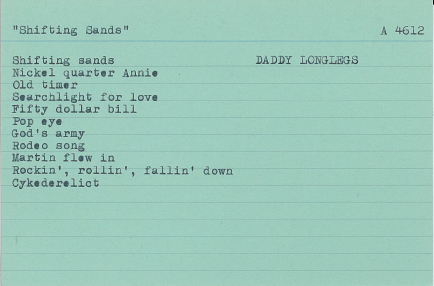 "Shifting Sands" A 4612
Shifting sands DADDY LONGLEGS
Nickel quarter Annie
Old timer
Searchlight for love
Fifty dollar bill
Pop eye
God's army
Rodeo song
Martin flew in
Rockin', rollin', fallin' down
Cykederelict